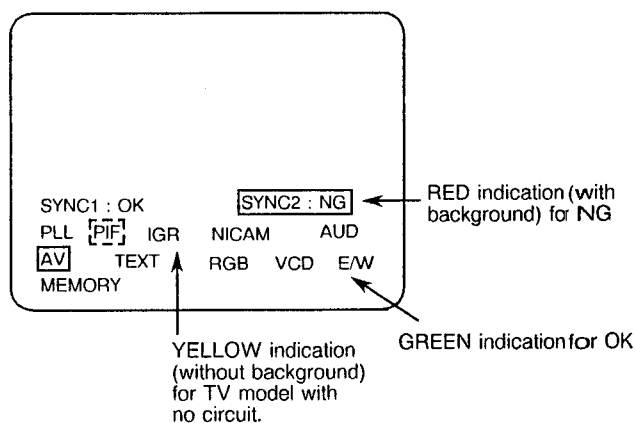 SYNC1 : OK
SYNC2 : NG
PLL PIF IGR NICAM AUD
AV TEXT RGB VCD E/W
MEMORY
RED indication (with
background) for NG
GREEN indication for OK
YELLOW indication
(without background)
for TV model with
no circuit.